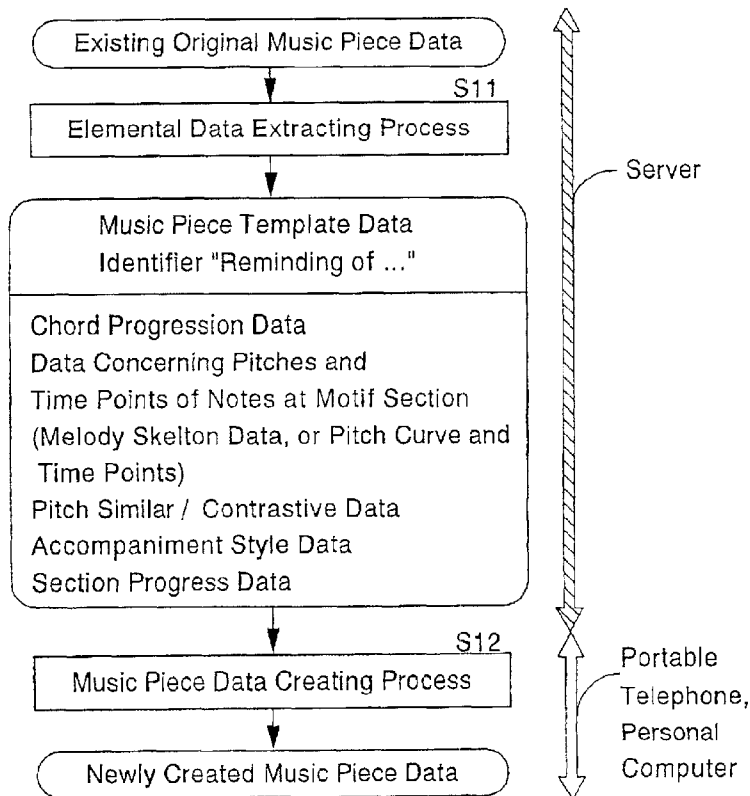 Existing Original Music Piece Data
S11
Elemental Data Extracting Process
Music Piece Template Data
Identifier "Reminding of ..."
Chord Progression Data
Data Concerning Pitches and
Time Points of Notes at Motif Section
(Melody Skelton Data, or Pitch Curve and
Time Points)
Pitch Similar / Contrastive Data
Accompaniment Style Data
Section Progress Data
S12
Music Piece Data Creating Process
Newly Created Music Piece Data
Server
Portable
Telephone,
Personal
Computer